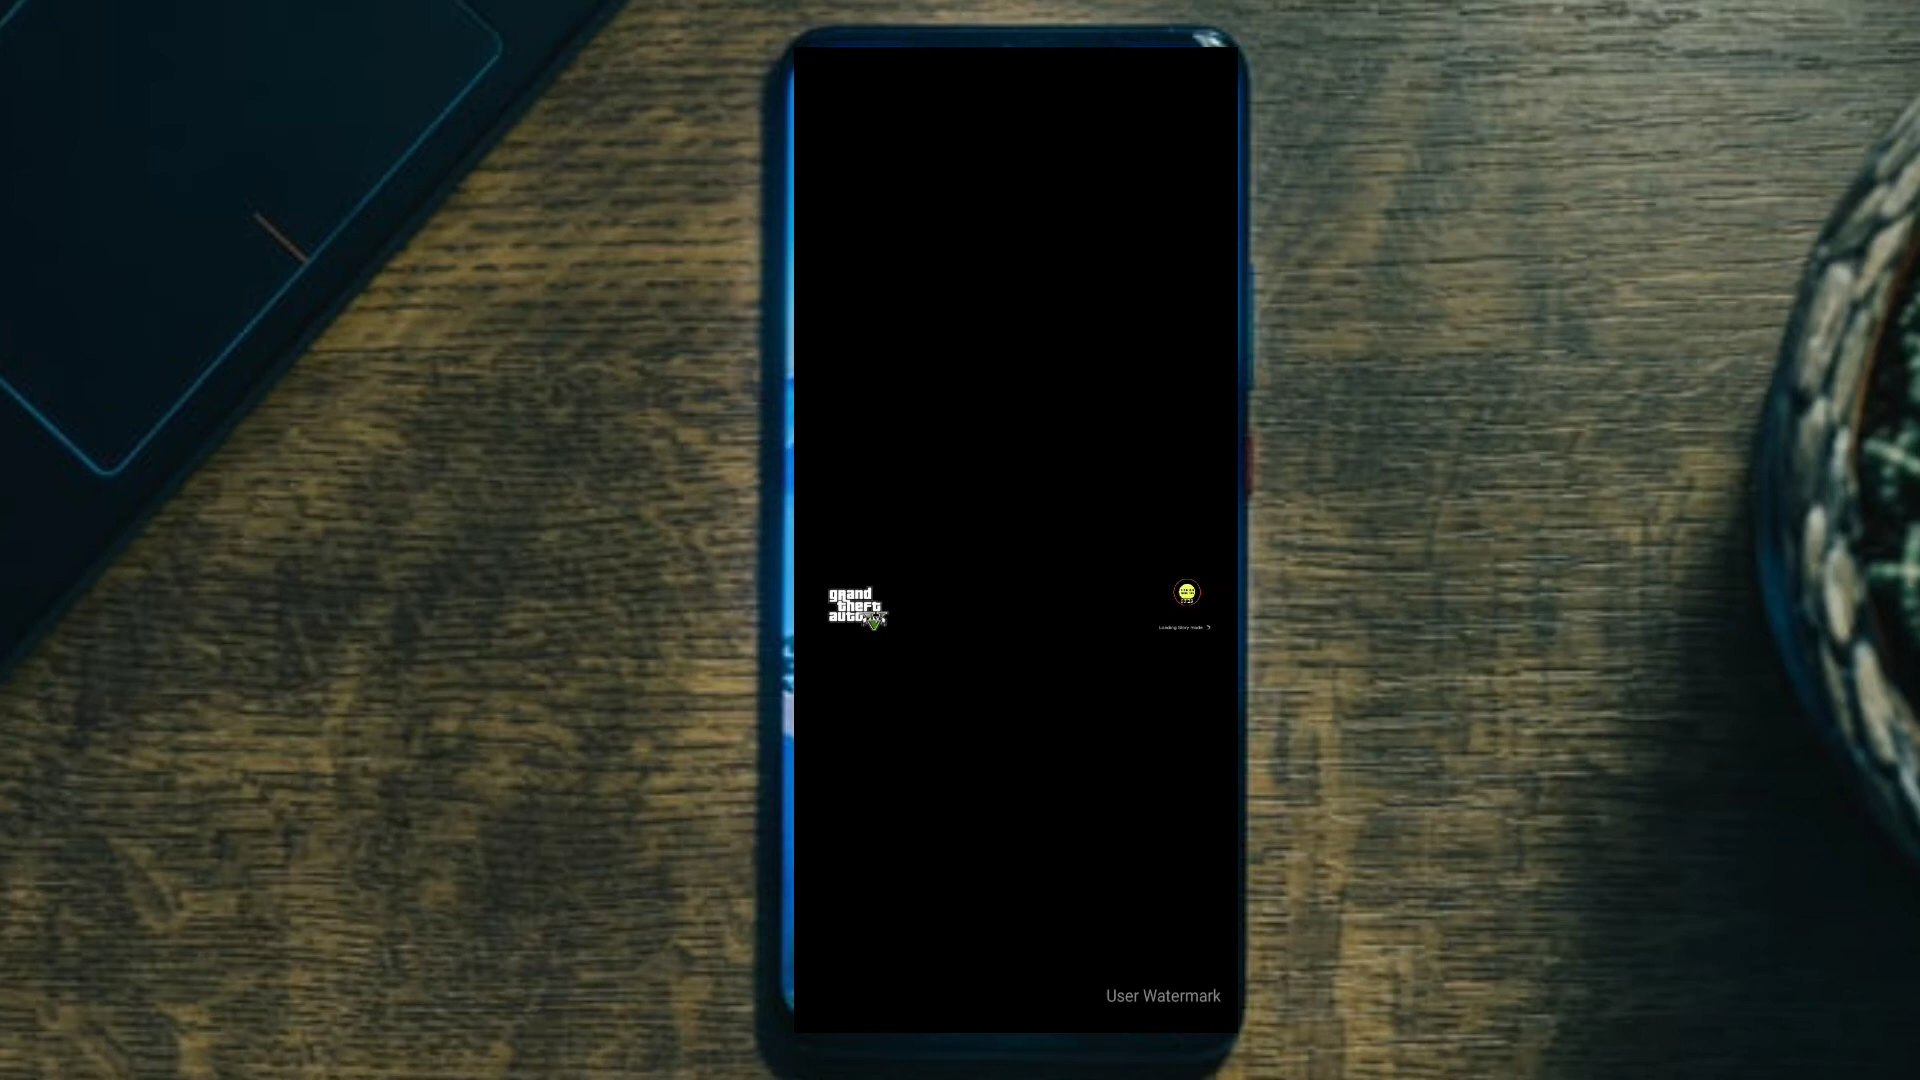 grand
theft
auto
Loading Story mode
User Watermark